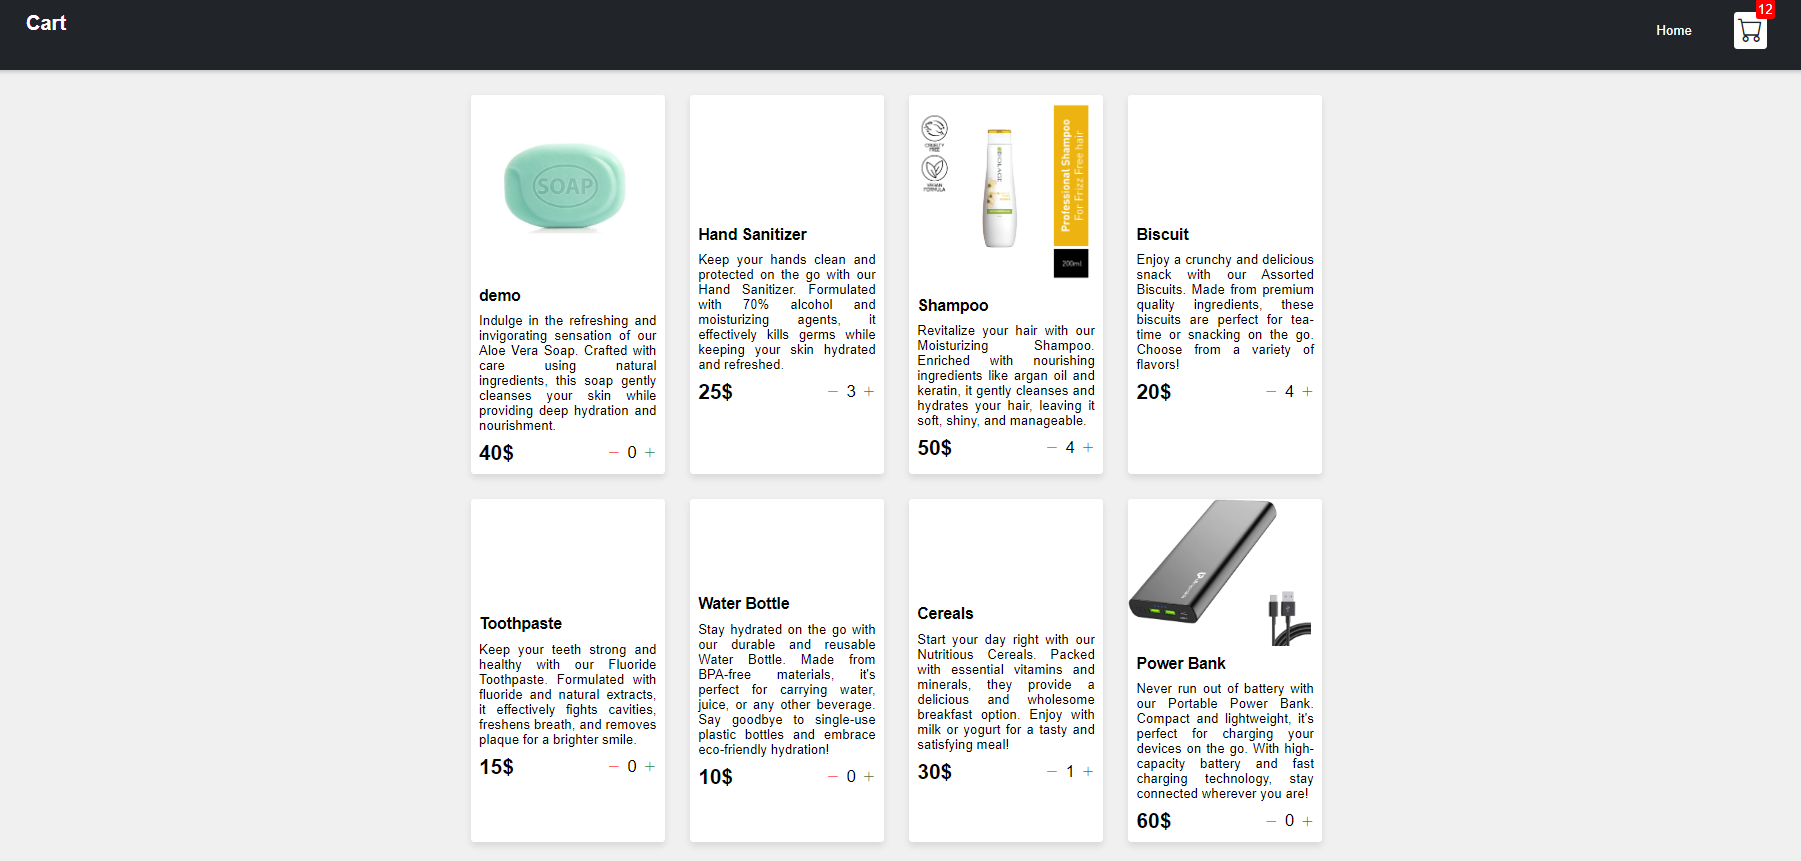 Cart
Home
12
SOAP
demo
Indulge in the refreshing and
invigorating sensation of our
Aloe Vera Soap. Crafted with
care using natural
ingredients, this soap gently
cleanses your skin while
providing deep hydration and
nourishment.
40$
− 0 +
Hand Sanitizer
Keep your hands clean and
protected on the go with our
Hand Sanitizer. Formulated
with 70% alcohol and
moisturizing agents, it
effectively kills germs while
keeping your skin hydrated
and refreshed.
25$
− 3 +
CRUELTY
FREE
VEGAN
FORMULA
BIOLAGE
Professional Shampoo
For Frizz Free hair
200ml
Shampoo
Revitalize your hair with our
Moisturizing Shampoo.
Enriched with nourishing
ingredients like argan oil and
keratin, it gently cleanses and
hydrates your hair, leaving it
soft, shiny, and manageable.
50$
− 4 +
Biscuit
Enjoy a crunchy and delicious
snack with our Assorted
Biscuits. Made from premium
quality ingredients, these
biscuits are perfect for tea-
time or snacking on the go.
Choose from a variety of
flavors!
20$
− 4 +
Toothpaste
Keep your teeth strong and
healthy with our Fluoride
Toothpaste. Formulated with
fluoride and natural extracts,
it effectively fights cavities,
freshens breath, and removes
plaque for a brighter smile.
15$
− 0 +
Water Bottle
Stay hydrated on the go with
our durable and reusable
Water Bottle. Made from
BPA-free materials, it's
perfect for carrying water,
juice, or any other beverage.
Say goodbye to single-use
plastic bottles and embrace
eco-friendly hydration!
10$
− 0 +
Cereals
Start your day right with our
Nutritious Cereals. Packed
with essential vitamins and
minerals, they provide a
delicious and wholesome
breakfast option. Enjoy with
milk or yogurt for a tasty and
satisfying meal!
30$
− 1 +
Power Bank
Never run out of battery with
our Portable Power Bank.
Compact and lightweight, it's
perfect for charging your
devices on the go. With high-
capacity battery and fast
charging technology, stay
connected wherever you are!
60$
− 0 +